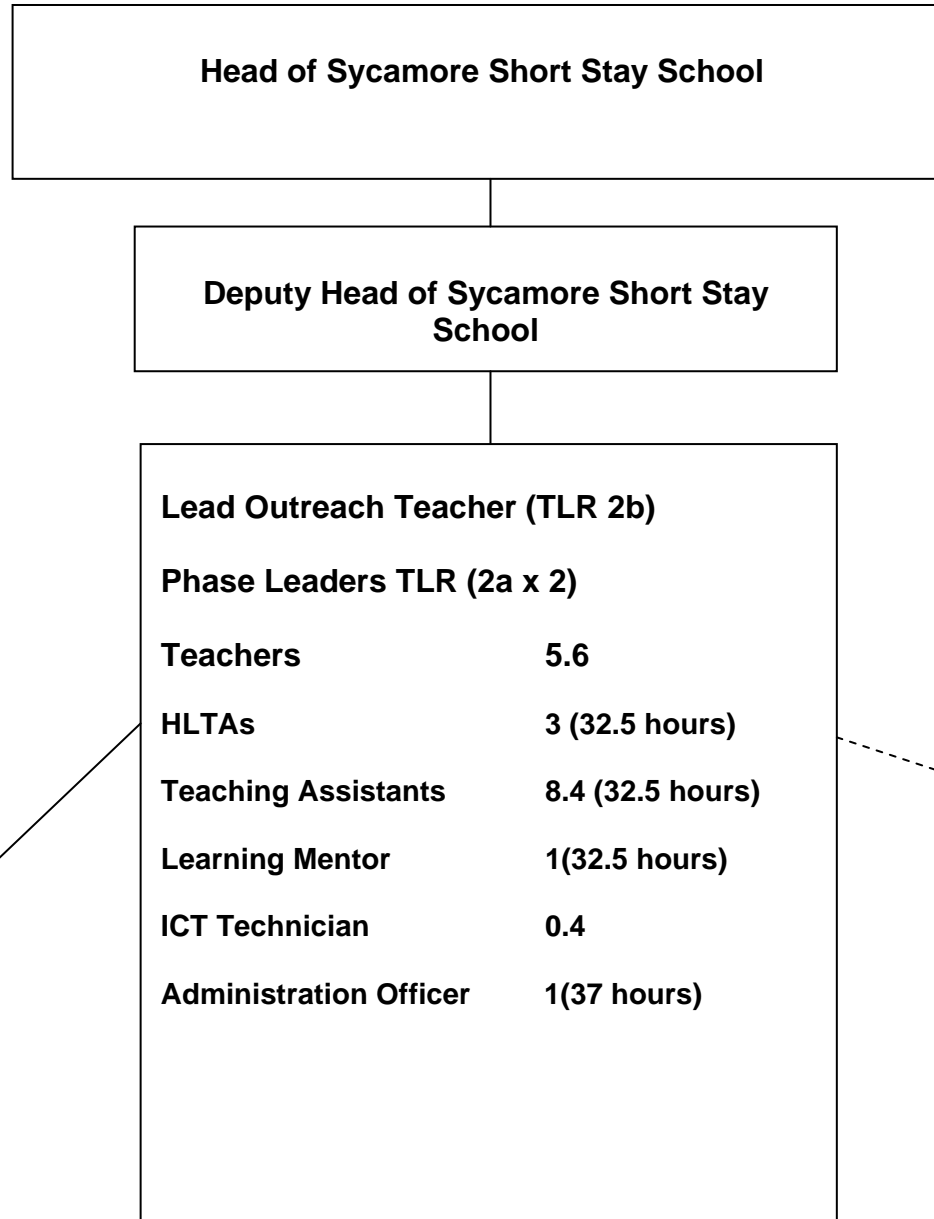 Head of Sycamore Short Stay School
Deputy Head of Sycamore Short Stay
School
Lead Outreach Teacher (TLR 2b)
Phase Leaders TLR (2a x 2)
Teachers 5.6
HLTAs 3 (32.5 hours)
Teaching Assistants 8.4 (32.5 hours)
Learning Mentor 1(32.5 hours)
ICT Technician 0.4
Administration Officer 1(37 hours)